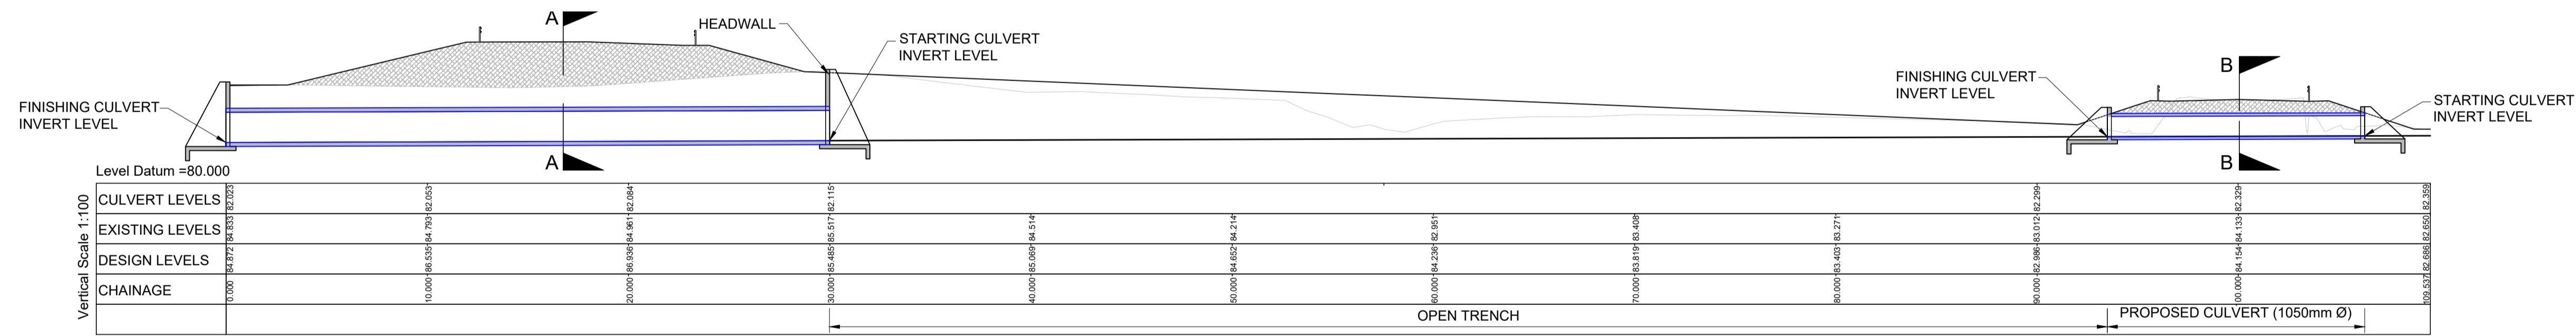 A
HEADWALL
STARTING CULVERT
INVERT LEVEL
FINISHING CULVERT
INVERT LEVEL
A
FINISHING CULVERT
INVERT LEVEL
B
STARTING CULVERT
INVERT LEVEL
B
Level Datum =80.000
Vertical Scale 1:100
CULVERT LEVELS 82.023 82.053 82.084 82.115 82.299 82.329 82.359
EXISTING LEVELS 84.833 84.793 84.961 85.517 84.514 84.214 82.951 83.408 83.271 83.012 84.133 82.650
DESIGN LEVELS 84.872 86.535 86.936 85.485 85.069 84.652 84.236 83.819 83.403 82.986 84.154 82.686
CHAINAGE 0.000 10.000 20.000 30.000 40.000 50.000 60.000 70.000 80.000 90.000 00.000 109.537
OPEN TRENCH
PROPOSED CULVERT (1050mm Ø)